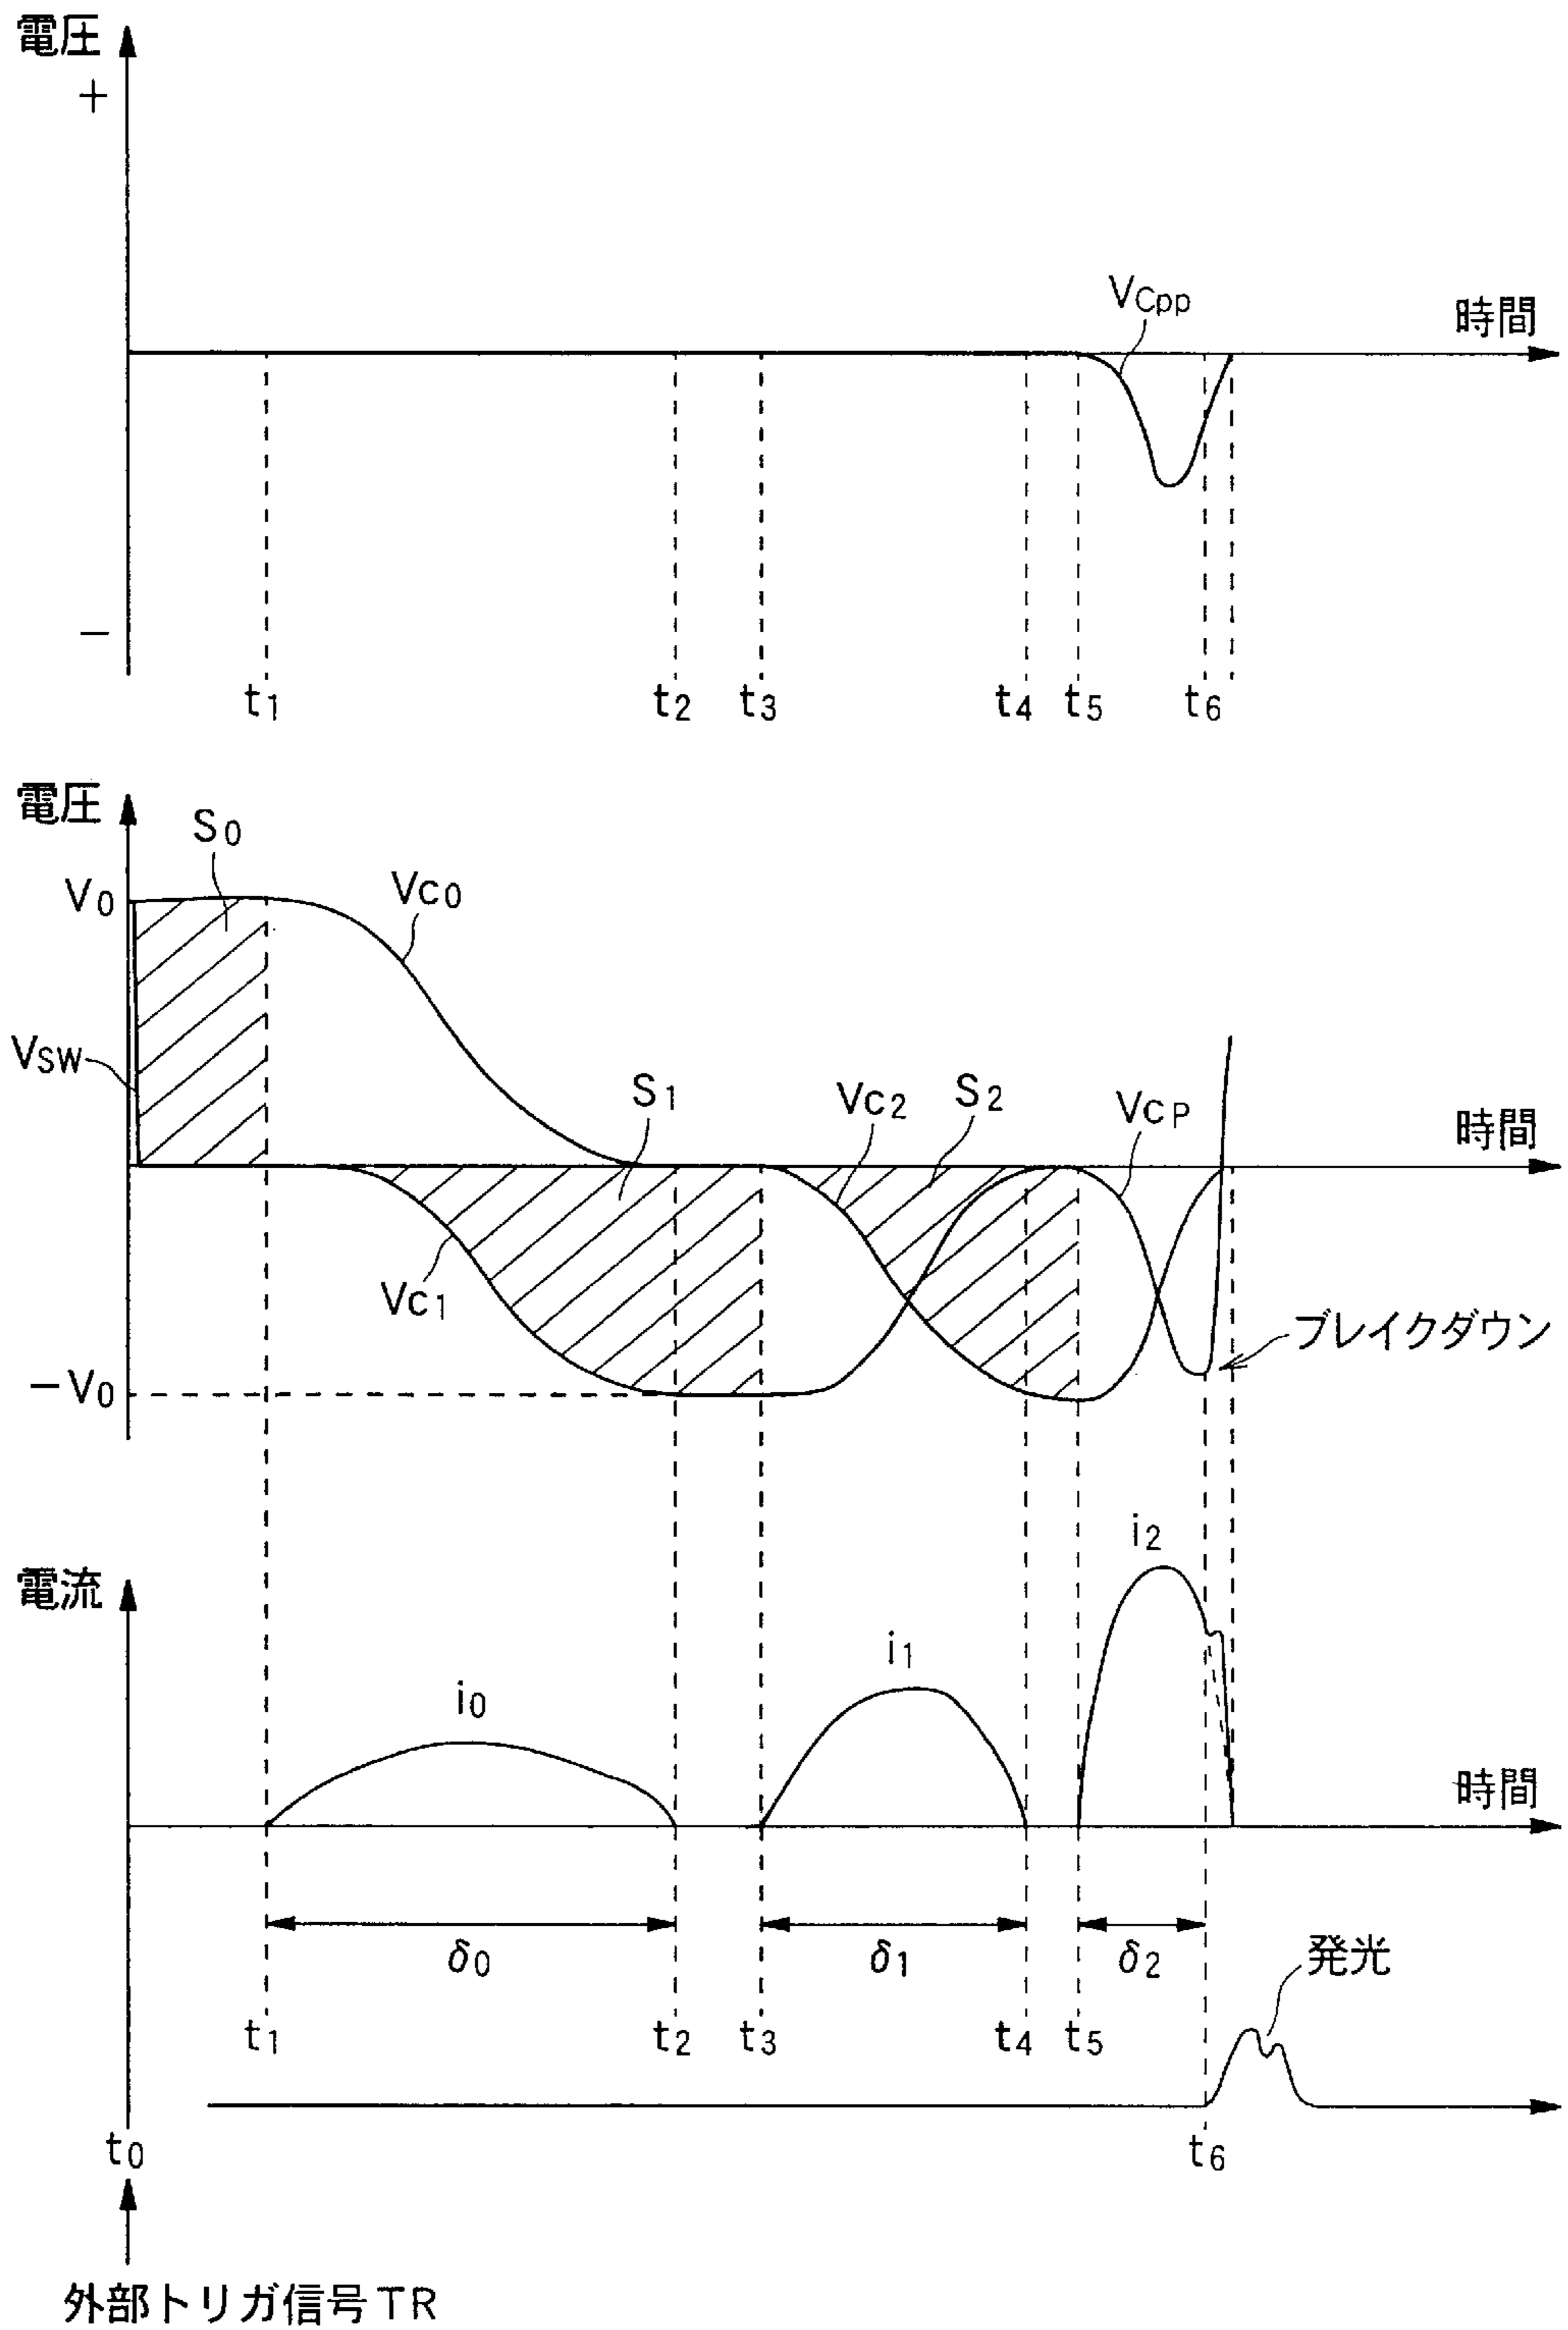 電圧
+
VCpp
時間
−
t1 t2 t3 t4 t5 t6
電圧
S0
V0
VC0
VSW
S1
VC2
S2
VCP
時間
VC1
ブレイクダウン
−V0
i2
電流
i1
i0
時間
δ0 δ1 δ2
発光
t1 t2 t3 t4 t5
t0
t6
外部トリガ信号TR